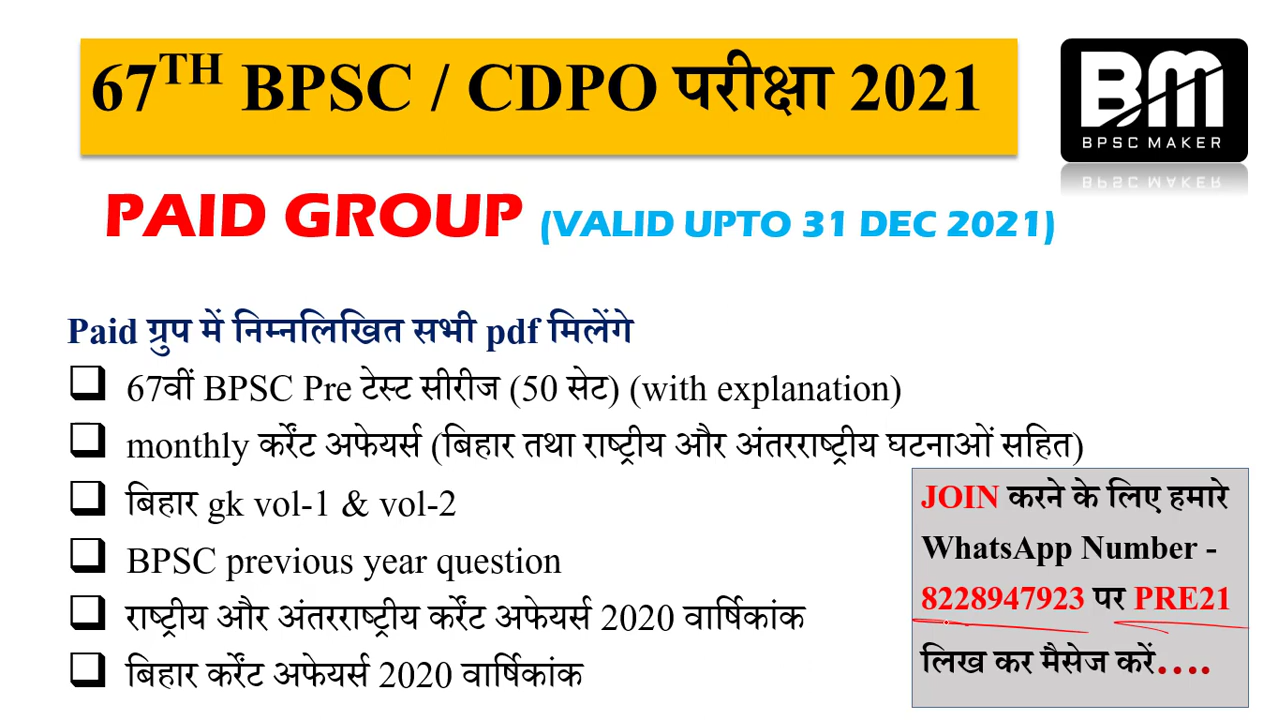 67TH BPSC / CDPO परीक्षा 2021
BM
BPSC MAKER
PAID GROUP (VALID UPTO 31 DEC 2021)
Paid ग्रुप में निम्नलिखित सभी pdf मिलेंगे
67वीं BPSC Pre टेस्ट सीरीज (50 सेट) (with explanation)
monthly करेंट अफेयर्स (बिहार तथा राष्ट्रीय और अंतरराष्ट्रीय घटनाओं सहित)
बिहार gk vol-1 & vol-2
BPSC previous year question
राष्ट्रीय और अंतरराष्ट्रीय करेंट अफेयर्स 2020 वार्षिकांक
बिहार करेंट अफेयर्स 2020 वार्षिकांक
JOIN करने के लिए हमारे
WhatsApp Number -
8228947923 पर PRE21
लिख कर मैसेज करें....